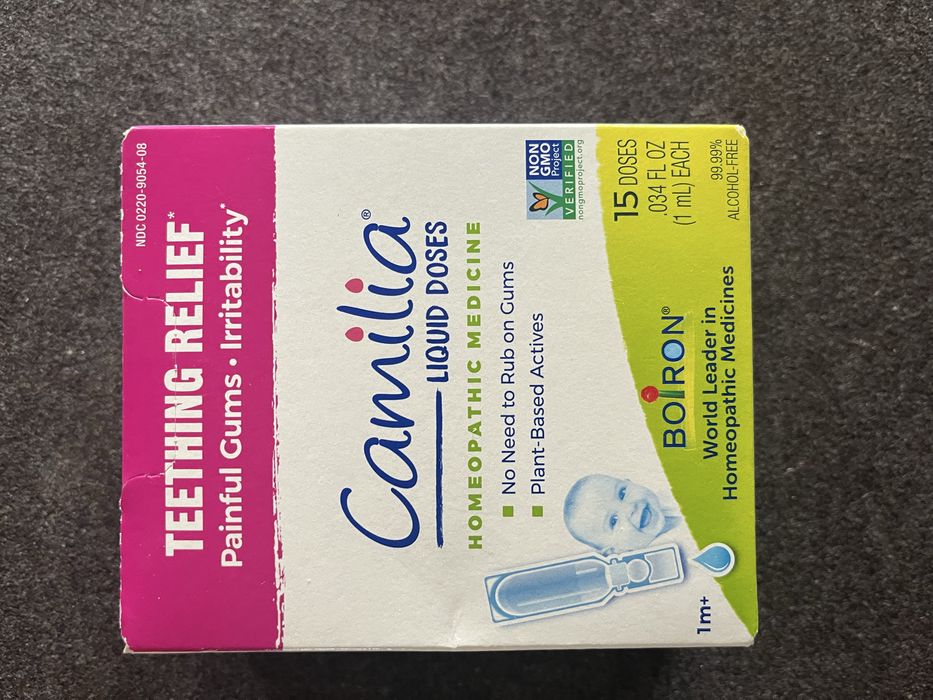 NDC 0220-9054-08
TEETHING RELIEF*
Painful Gums • Irritability*
Camilia®
LIQUID DOSES
HOMEOPATHIC MEDICINE
No Need to Rub on Gums
Plant-Based Actives
NON
GMO
Project
VERIFIED
nongmoproject.org
1m+
BOIRON®
World Leader in
Homeopathic Medicines
15 DOSES
.034 FL OZ
(1 mL) EACH
99.99%
ALCOHOL-FREE